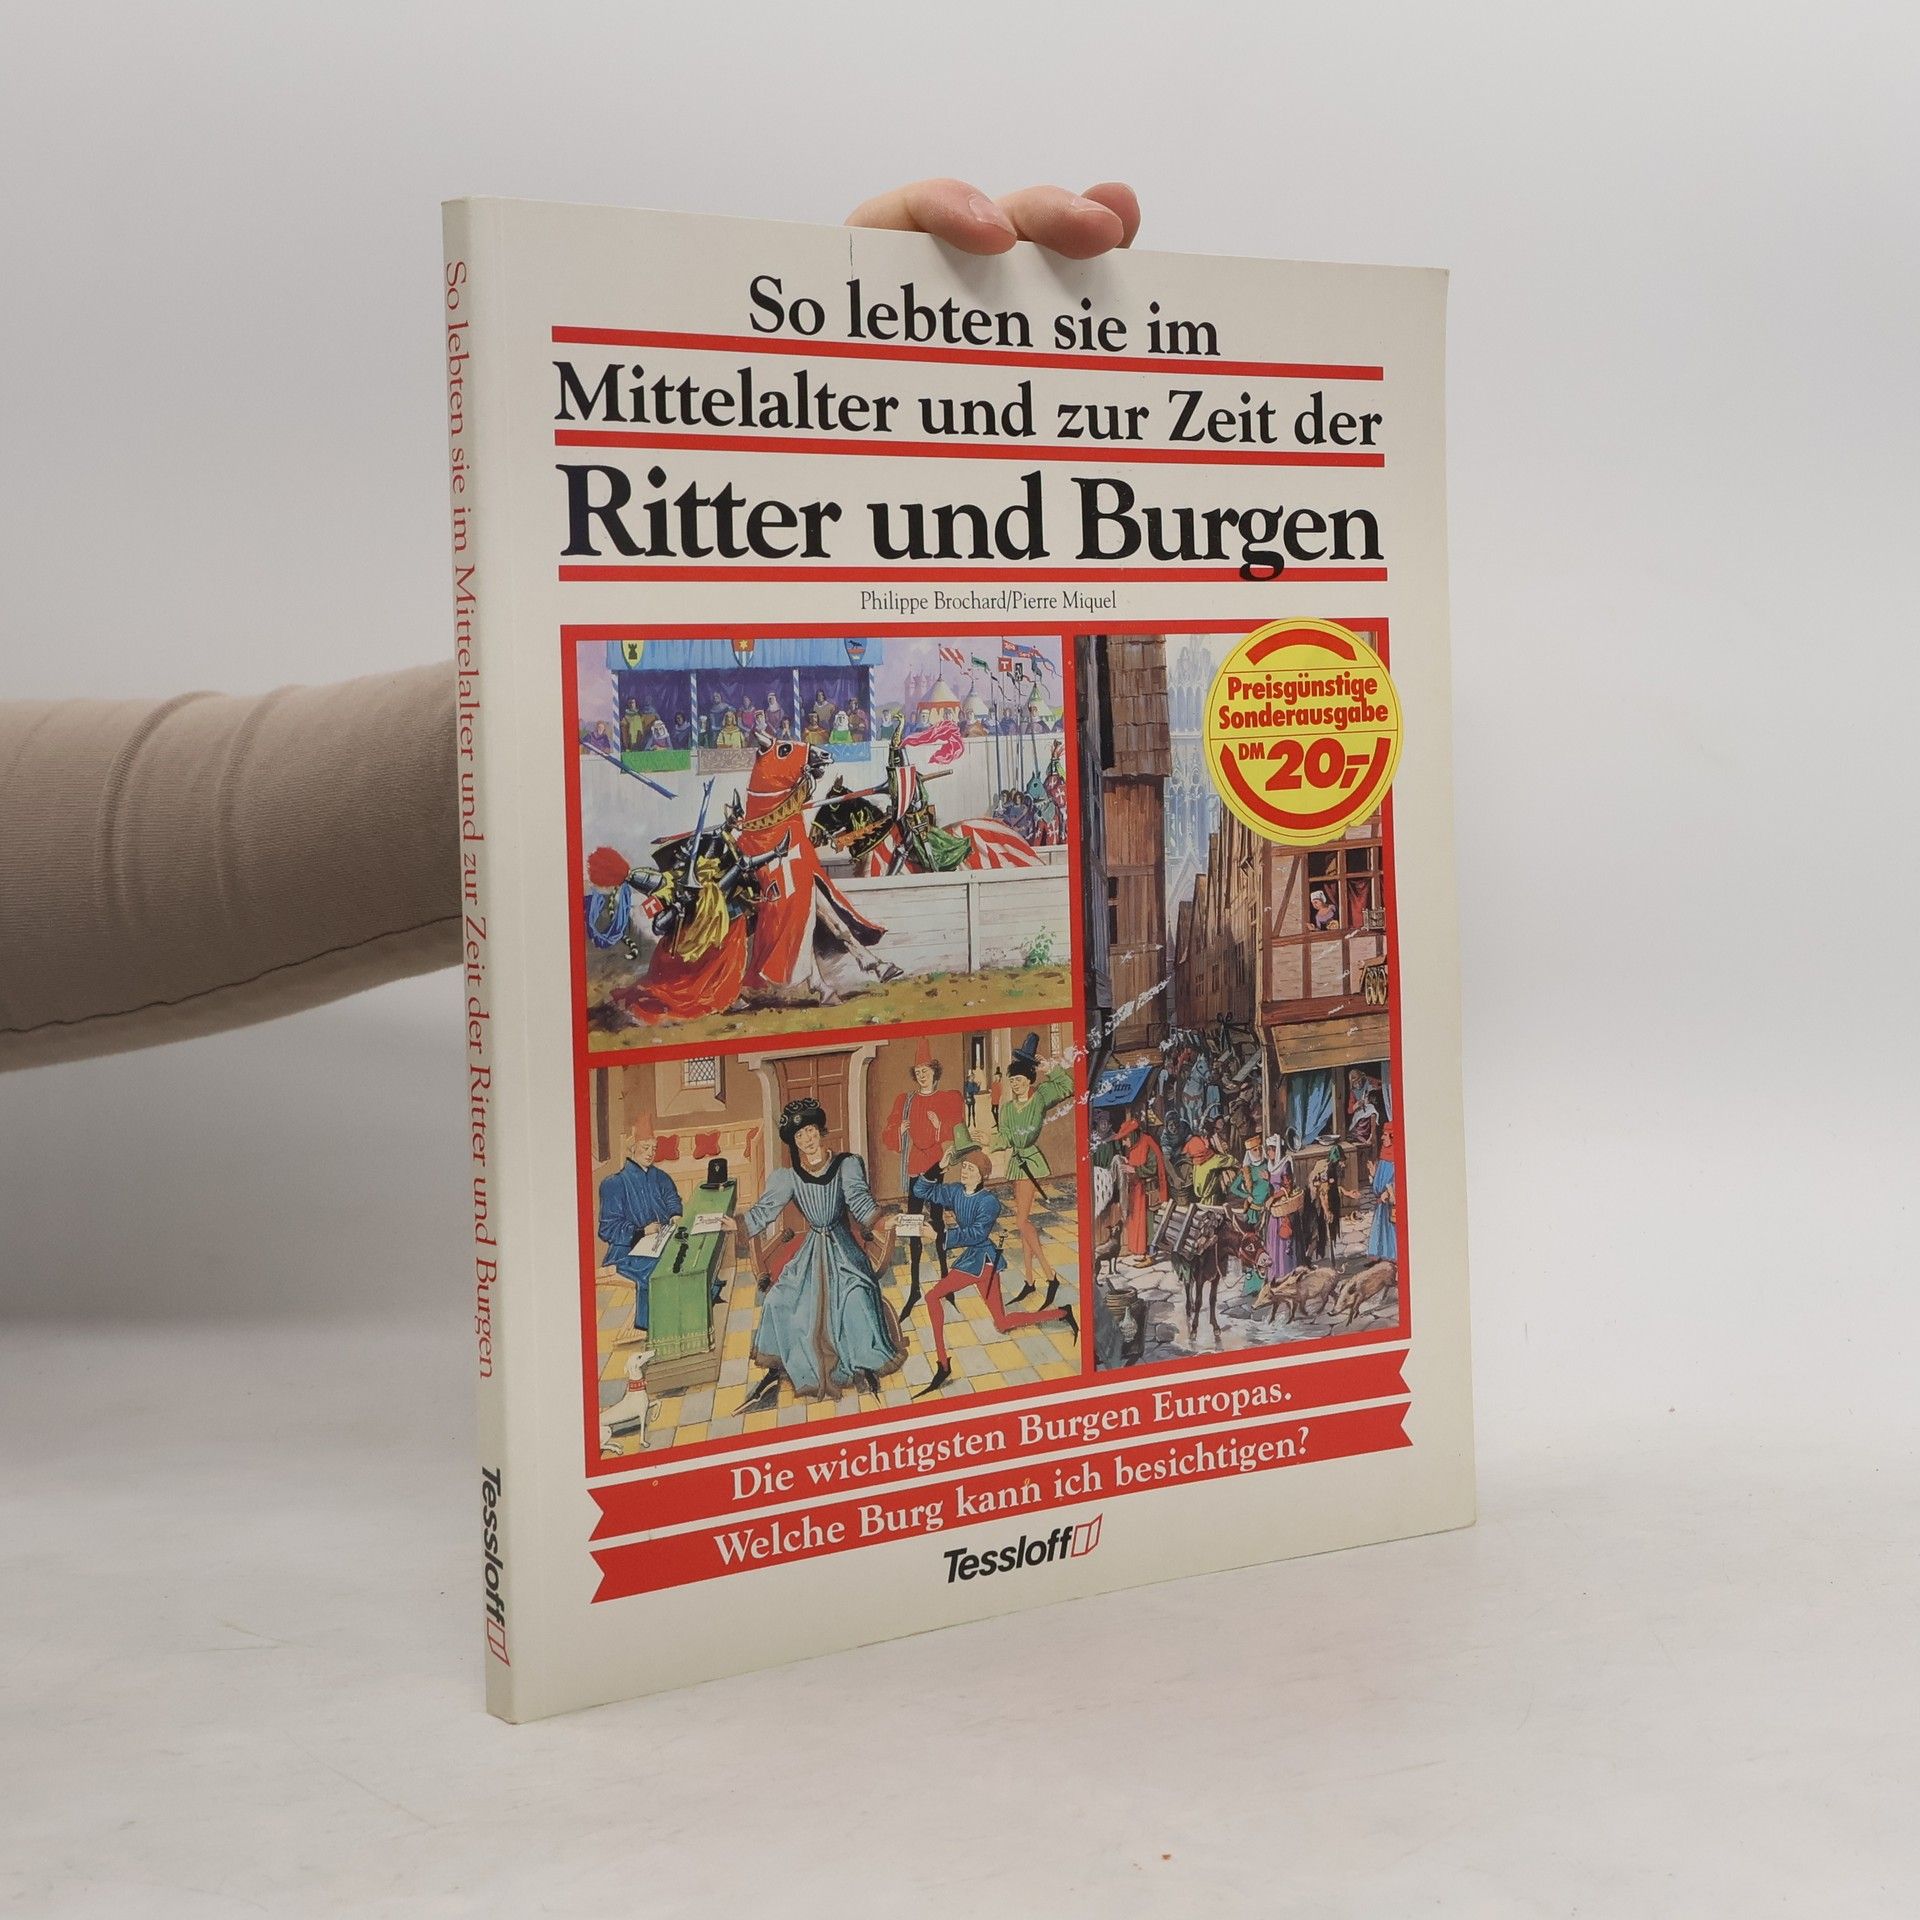 So lebten sie im
Mittelalter und zur Zeit der
Ritter und Burgen
Philippe Brochard/Pierre Miquel
Preisgünstige
Sonderausgabe
DM 20,-
Die wichtigsten Burgen Europas.
Welche Burg kann ich besichtigen?
Tessloff
So lebten sie im Mittelalter und zur Zeit der Ritter und Burgen
Tessloff